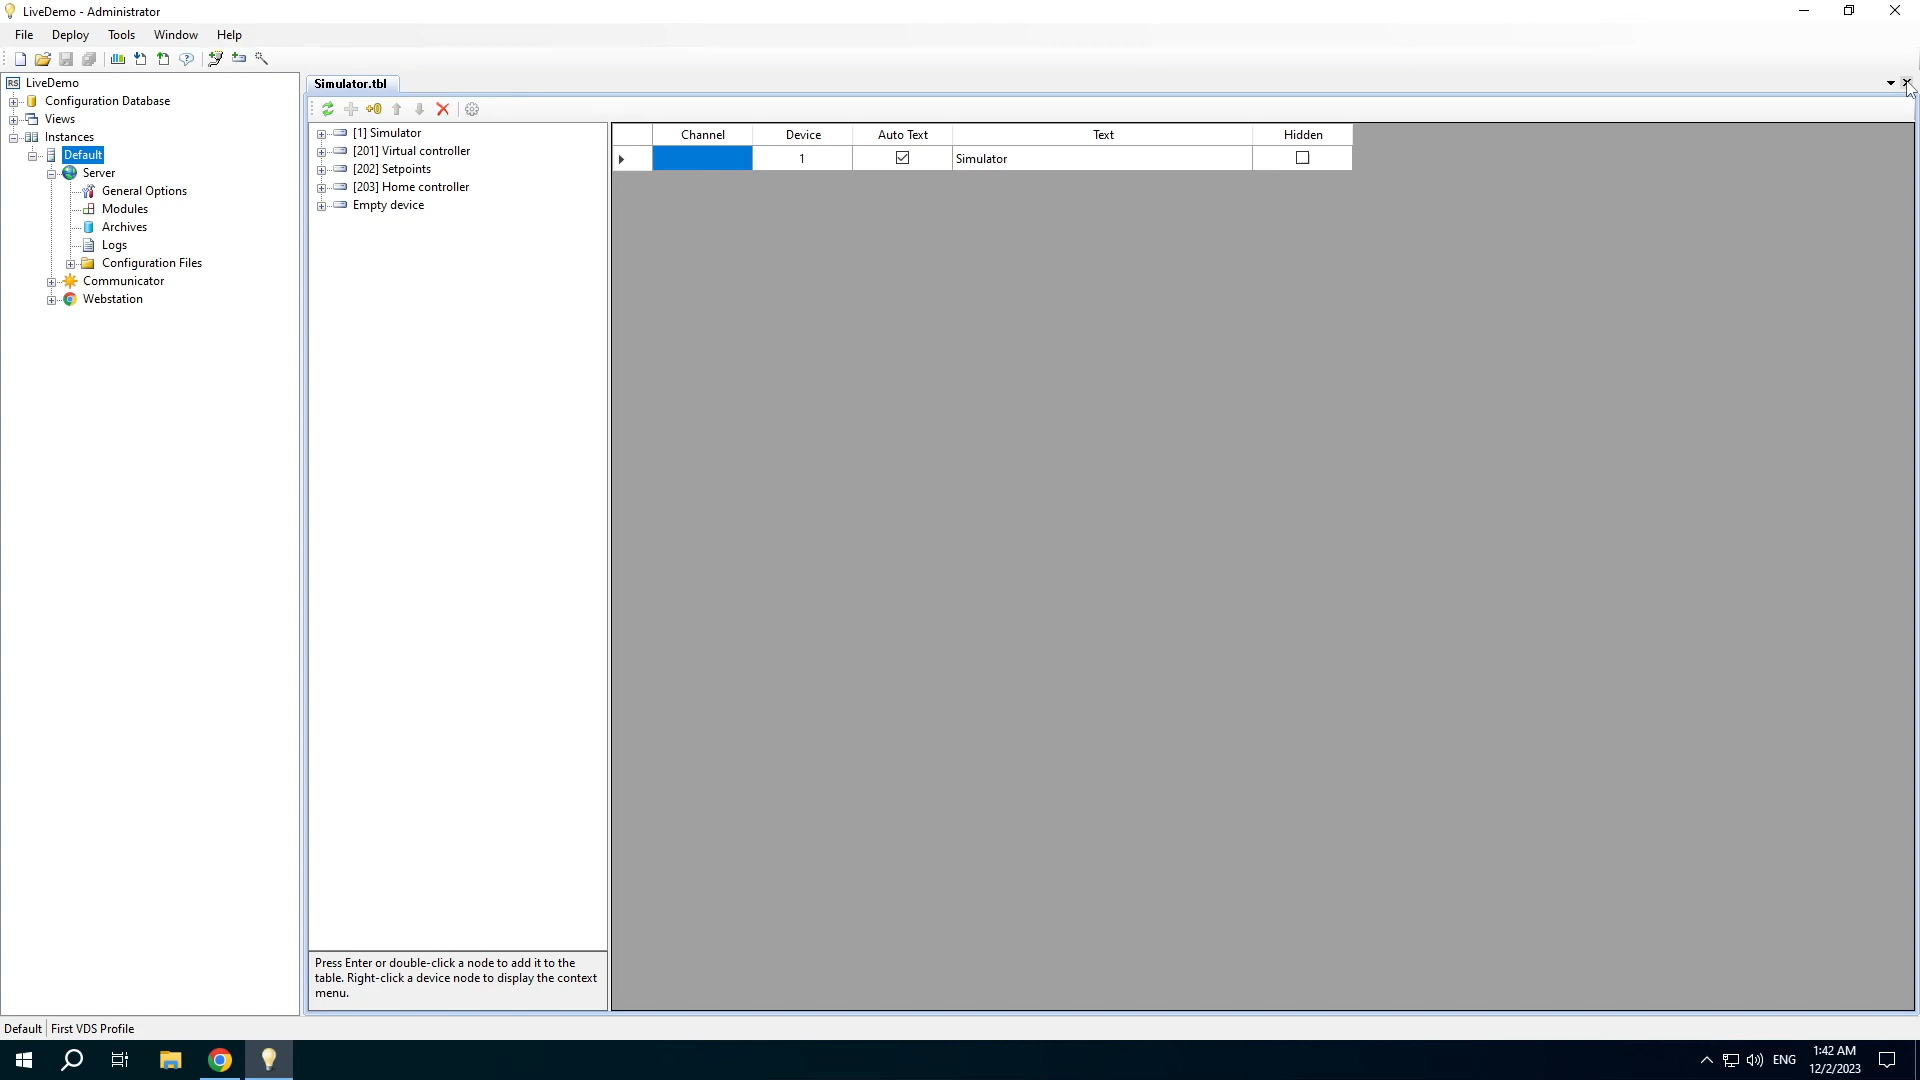 LiveDemo - Administrator
File Deploy Tools Window Help
RS LiveDemo
Configuration Database
Views
Instances
Default
Server
General Options
Modules
Archives
Logs
Configuration Files
Communicator
Webstation
Simulator.tbl
[1] Simulator
[201] Virtual controller
[202] Setpoints
[203] Home controller
Empty device
Press Enter or double-click a node to add it to the
table. Right-click a device node to display the context
menu.
Channel Device Auto Text Text Hidden
1 Simulator
Default First VDS Profile
ENG
1:42 AM
12/2/2023